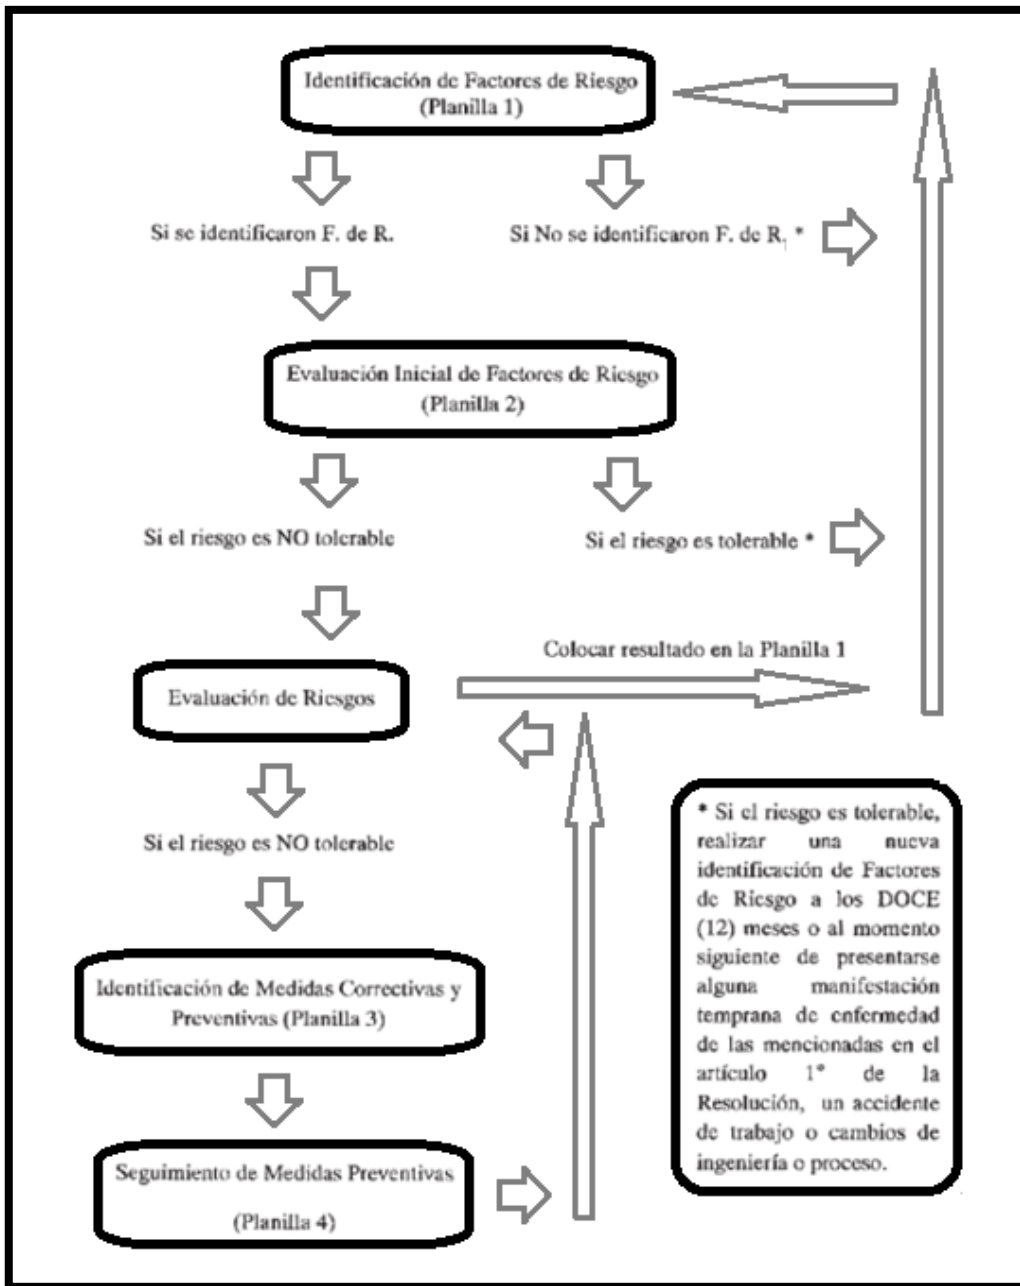 Identificación de Factores de Riesgo
(Planilla 1)
Si se identificaron F. de R.
Si No se identificaron F. de R. *
Evaluación Inicial de Factores de Riesgo
(Planilla 2)
Si el riesgo es NO tolerable
Si el riesgo es tolerable *
Colocar resultado en la Planilla 1
Evaluación de Riesgos
Si el riesgo es NO tolerable
Identificación de Medidas Correctivas y
Preventivas (Planilla 3)
Seguimiento de Medidas Preventivas
(Planilla 4)
* Si el riesgo es tolerable,
realizar una nueva
identificación de Factores
de Riesgo a los DOCE
(12) meses o al momento
siguiente de presentarse
alguna manifestación
temprana de enfermedad
de las mencionadas en el
artículo 1° de la
Resolución, un accidente
de trabajo o cambios de
ingeniería o proceso.